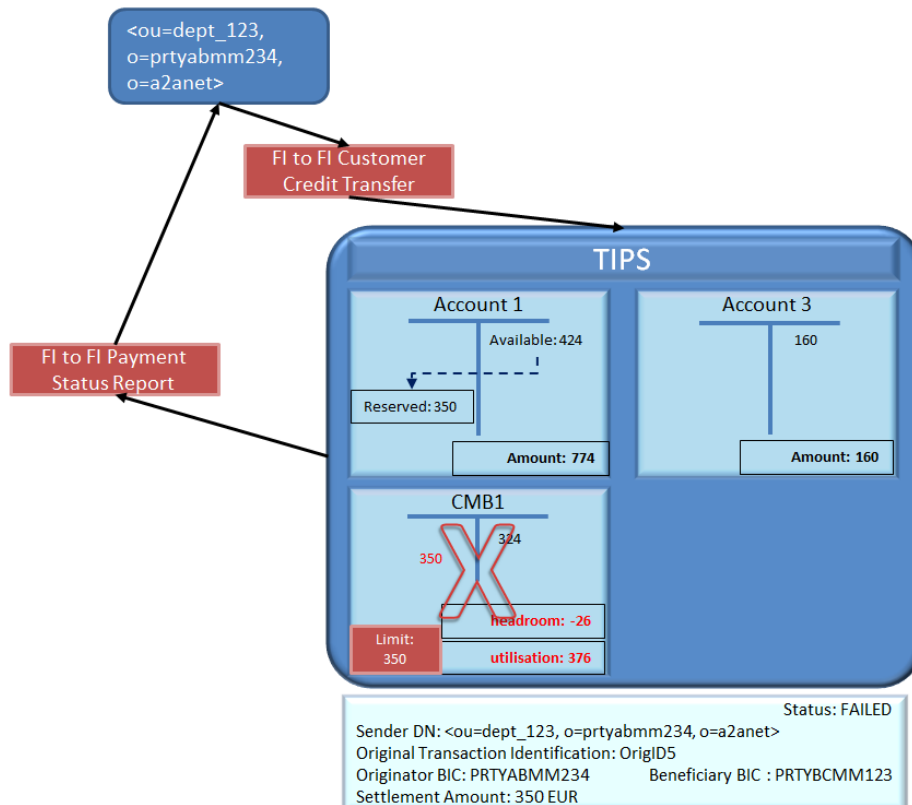 <ou=dept_123,
o=prtyabmm234,
o=a2anet>
FI to FI Customer
Credit Transfer
TIPS
Account 1
Available: 424
Reserved: 350
Amount: 774
Account 3
160
Amount: 160
FI to FI Payment
Status Report
CMB1
324
350
headroom: -26
Limit:
350
utilisation: 376
Status: FAILED
Sender DN: <ou=dept_123, o=prtyabmm234, o=a2anet>
Original Transaction Identification: OrigID5
Originator BIC: PRTYABMM234 Beneficiary BIC : PRTYBCMM123
Settlement Amount: 350 EUR